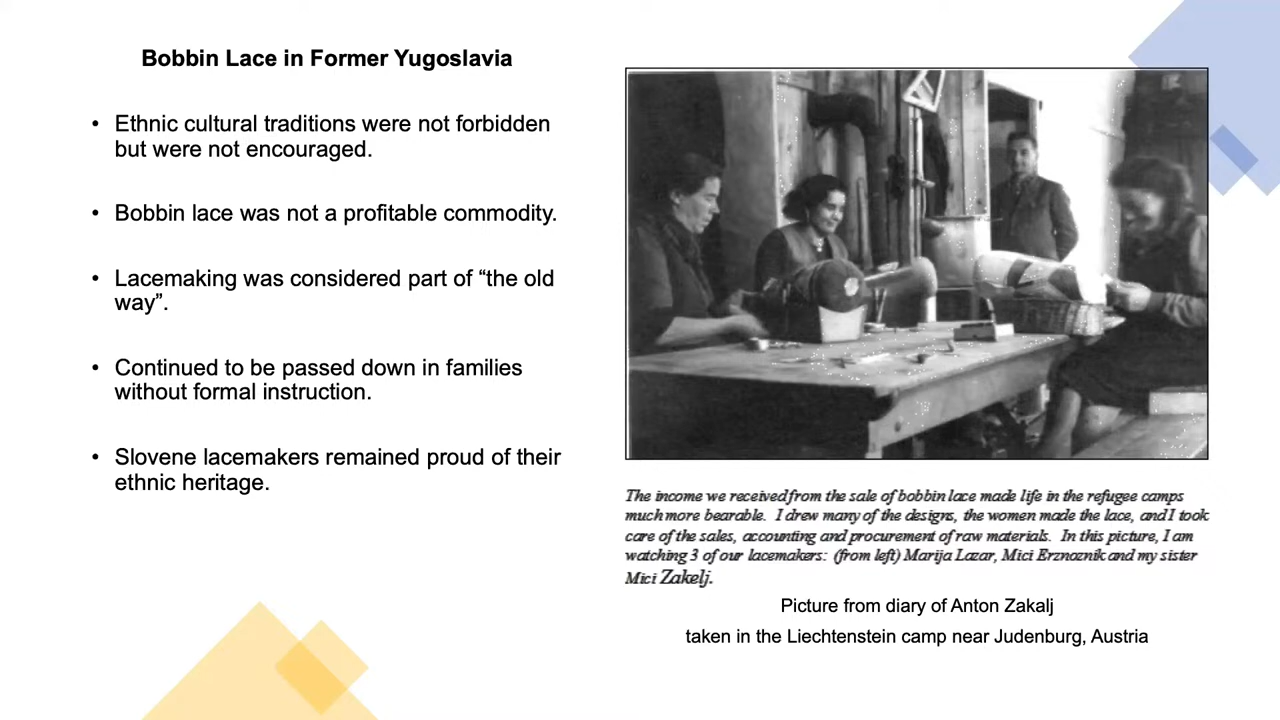 Bobbin Lace in Former Yugoslavia
• Ethnic cultural traditions were not forbidden
but were not encouraged.
• Bobbin lace was not a profitable commodity.
• Lacemaking was considered part of “the old
way”.
• Continued to be passed down in families
without formal instruction.
• Slovene lacemakers remained proud of their
ethnic heritage.
The income we received from the sale of bobbin lace made life in the refugee camps
much more bearable. I drew many of the designs, the women made the lace, and I took
care of the sales, accounting and procurement of raw materials. In this picture, I am
watching 3 of our lacemakers: (from left) Marija Lazar, Mici Erznoznik and my sister
Mici Zakelj.
Picture from diary of Anton Zakalj
taken in the Liechtenstein camp near Judenburg, Austria